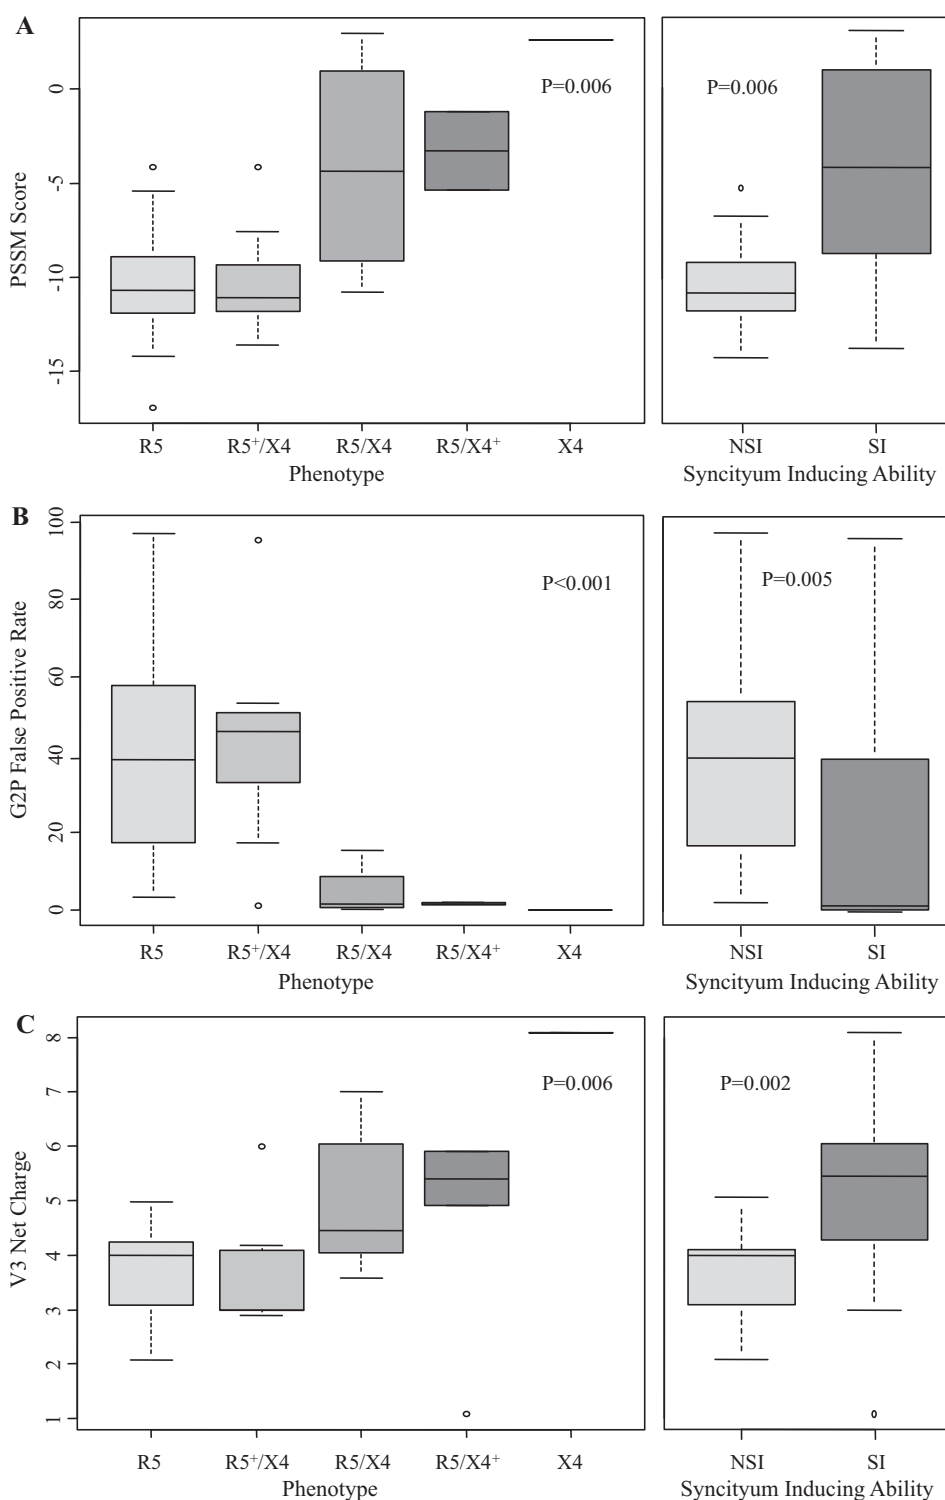 A
PSSM Score
0
-5
-10
-15
P=0.006
P=0.006
R5 R5⁺/X4 R5/X4 R5/X4⁺ X4
NSI SI
Phenotype
Syncityum Inducing Ability
B
G2P False Positive Rate
100
80
60
40
20
0
P<0.001
P=0.005
R5 R5⁺/X4 R5/X4 R5/X4⁺ X4
NSI SI
Phenotype
Syncityum Inducing Ability
C
V3 Net Charge
8
7
6
5
4
3
2
1
P=0.006
P=0.002
R5 R5⁺/X4 R5/X4 R5/X4⁺ X4
NSI SI
Phenotype
Syncityum Inducing Ability